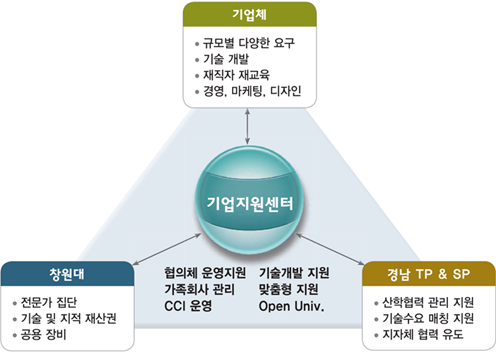 기업체
• 규모별 다양한 요구
• 기술 개발
• 재직자 재교육
• 경영, 마케팅, 디자인
기업지원센터
협의체 운영지원 기술개발 지원
가족회사 관리 맞춤형 지원
CCI 운영 Open Univ.
창원대
• 전문가 집단
• 기술 및 지적 재산권
• 공용 장비
경남 TP & SP
• 산학협력 관리 지원
• 기술수요 매칭 지원
• 지자체 협력 유도